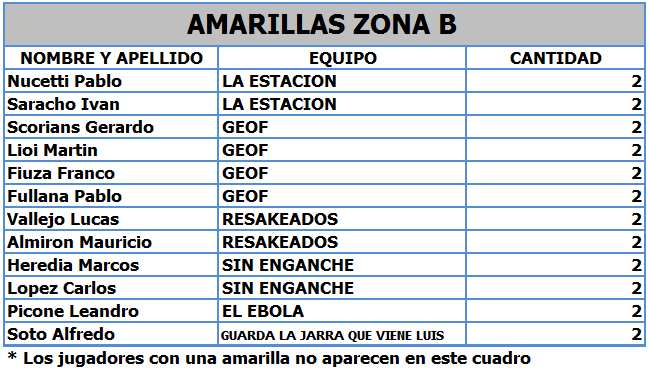 AMARILLAS ZONA B
NOMBRE Y APELLIDO EQUIPO CANTIDAD
Nucetti Pablo LA ESTACION 2
Saracho Ivan LA ESTACION 2
Scorians Gerardo GEOF 2
Lioi Martin GEOF 2
Fiuza Franco GEOF 2
Fullana Pablo GEOF 2
Vallejo Lucas RESAKEADOS 2
Almiron Mauricio RESAKEADOS 2
Heredia Marcos SIN ENGANCHE 2
Lopez Carlos SIN ENGANCHE 2
Picone Leandro EL EBOLA 2
Soto Alfredo GUARDA LA JARRA QUE VIENE LUIS 2
* Los jugadores con una amarilla no aparecen en este cuadro